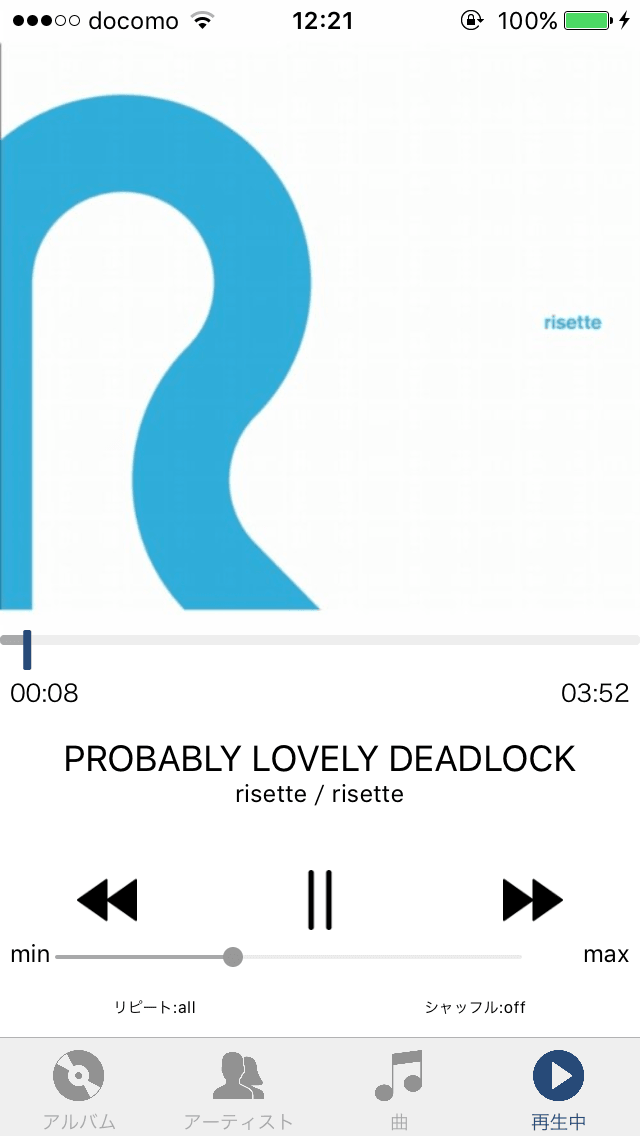 docomo 12:21 100%
risette
00:08 03:52
PROBABLY LOVELY DEADLOCK
risette / risette
min max
リピート:all シャッフル:off
アルバム アーティスト 曲 再生中